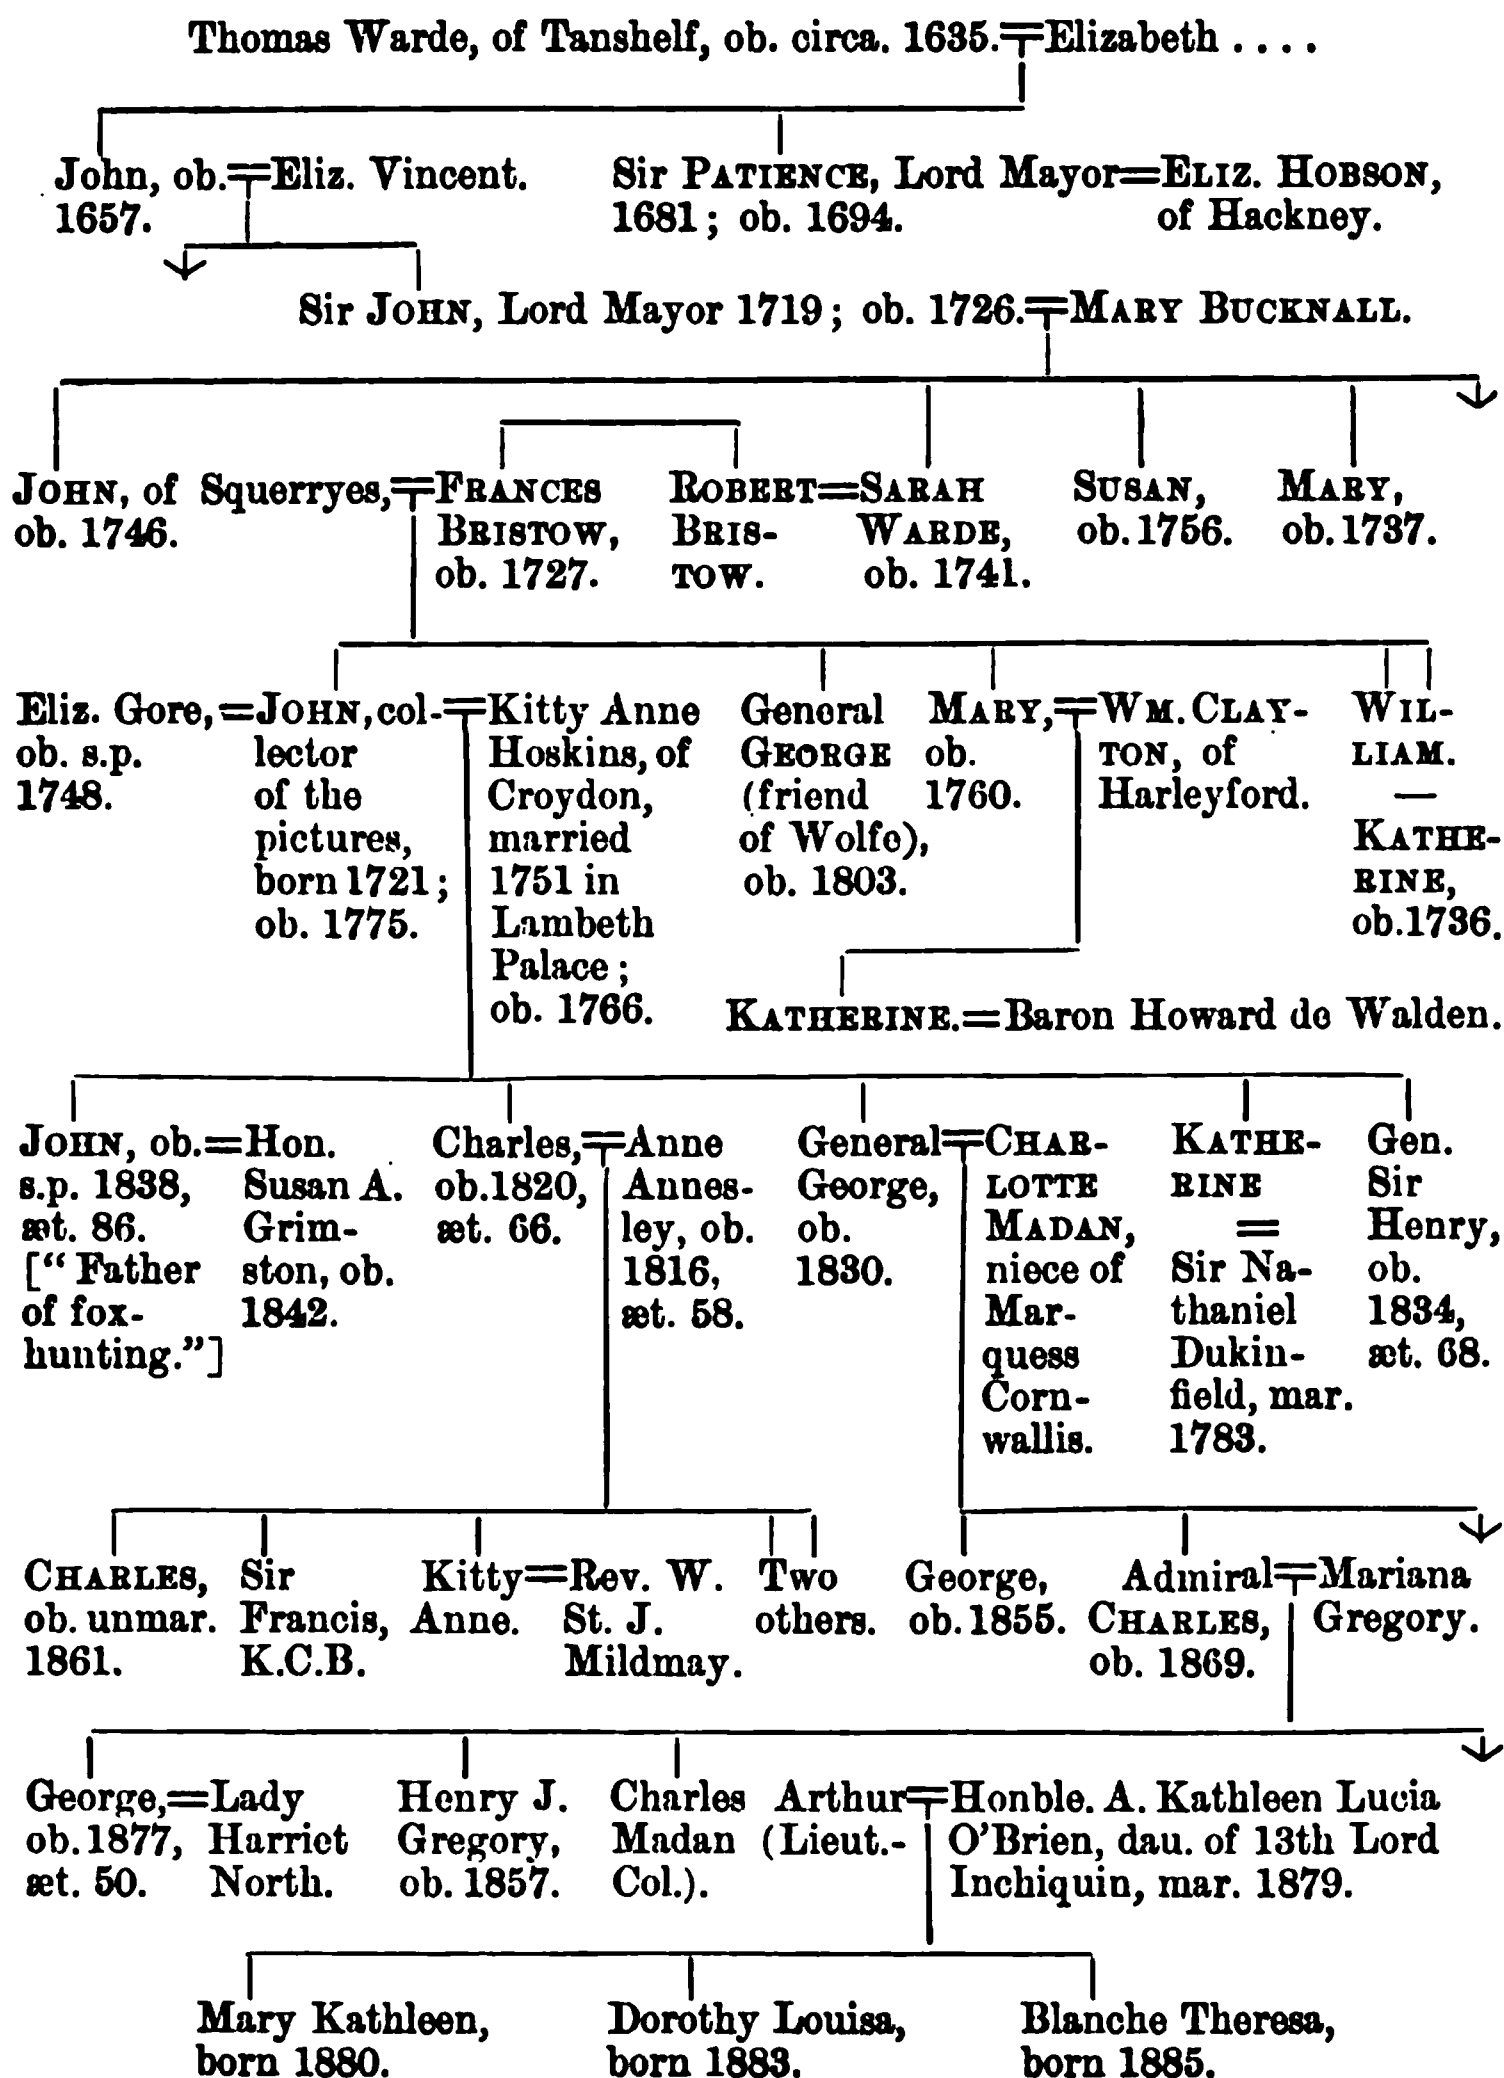 Thomas Warde, of Tanshelf, ob. circa. 1635.=Elizabeth . . . .
John, ob.=Eliz. Vincent.
1657.
Sir PATIENCE, Lord Mayor=ELIZ. HOBSON,
1681; ob. 1694. of Hackney.
Sir JOHN, Lord Mayor 1719; ob. 1726.=MARY BUCKNALL.
JOHN, of Squerryes,=FRANCES
ob. 1746. BRISTOW,
ob. 1727.
ROBERT=SARAH
BRIS- WARDE,
TOW. ob. 1741.
SUSAN,
ob. 1756.
MARY,
ob. 1737.
Eliz. Gore,=
ob. s.p.
1748.
JOHN, col-=
lector
of the
pictures,
born 1721;
ob. 1775.
Kitty Anne
Hoskins, of
Croydon,
married
1751 in
Lambeth
Palace;
ob. 1766.
General
GEORGE
(friend
of Wolfe),
ob. 1803.
MARY,=
ob.
1760.
WM. CLAY-
TON, of
Harleyford.
WIL-
LIAM.
—
KATHE-
RINE,
ob. 1736.
KATHERINE.=Baron Howard de Walden.
JOHN, ob.=
s.p. 1838,
æt. 86.
[“Father
of fox-
hunting.”]
Hon.
Susan A.
Grim-
ston, ob.
1842.
Charles,=
ob. 1820,
æt. 66.
Anne
Annes-
ley, ob.
1816,
æt. 58.
General=
George,
ob.
1830.
CHAR-
LOTTE
MADAN,
niece of
Mar-
quess
Corn-
wallis.
KATHE-
RINE
=
Sir Na-
thaniel
Dukin-
field, mar.
1783.
Gen.
Sir
Henry,
ob.
1834,
æt. 68.
CHARLES,
ob. unmar.
1861.
Sir
Francis,
K.C.B.
Kitty=
Anne.
Rev. W.
St. J.
Mildmay.
Two
others.
George,
ob. 1855.
Admiral=
CHARLES,
ob. 1869.
Mariana
Gregory.
George,=
ob. 1877,
æt. 50.
Lady
Harriet
North.
Henry J.
Gregory,
ob. 1857.
Charles Arthur=
Madan (Lieut.-
Col.).
Honble. A. Kathleen Lucia
O’Brien, dau. of 13th Lord
Inchiquin, mar. 1879.
Mary Kathleen,
born 1880.
Dorothy Louisa,
born 1883.
Blanche Theresa,
born 1885.